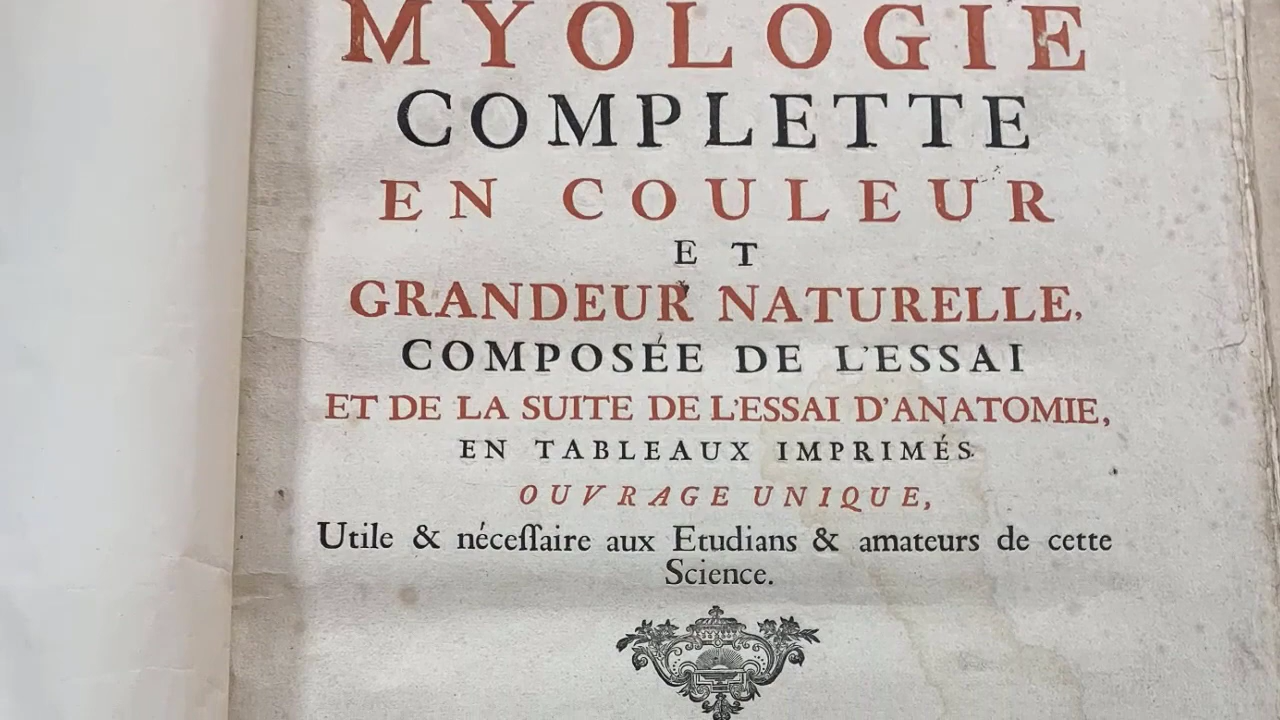 MYOLOGIE
COMPLETTE
EN COULEUR
ET
GRANDEUR NATURELLE,
COMPOSÉE DE L'ESSAI
ET DE LA SUITE DE L'ESSAI D'ANATOMIE,
EN TABLEAUX IMPRIMÉS.
OUVRAGE UNIQUE,
Utile & néceſſaire aux Etudians & amateurs de cette
Science.